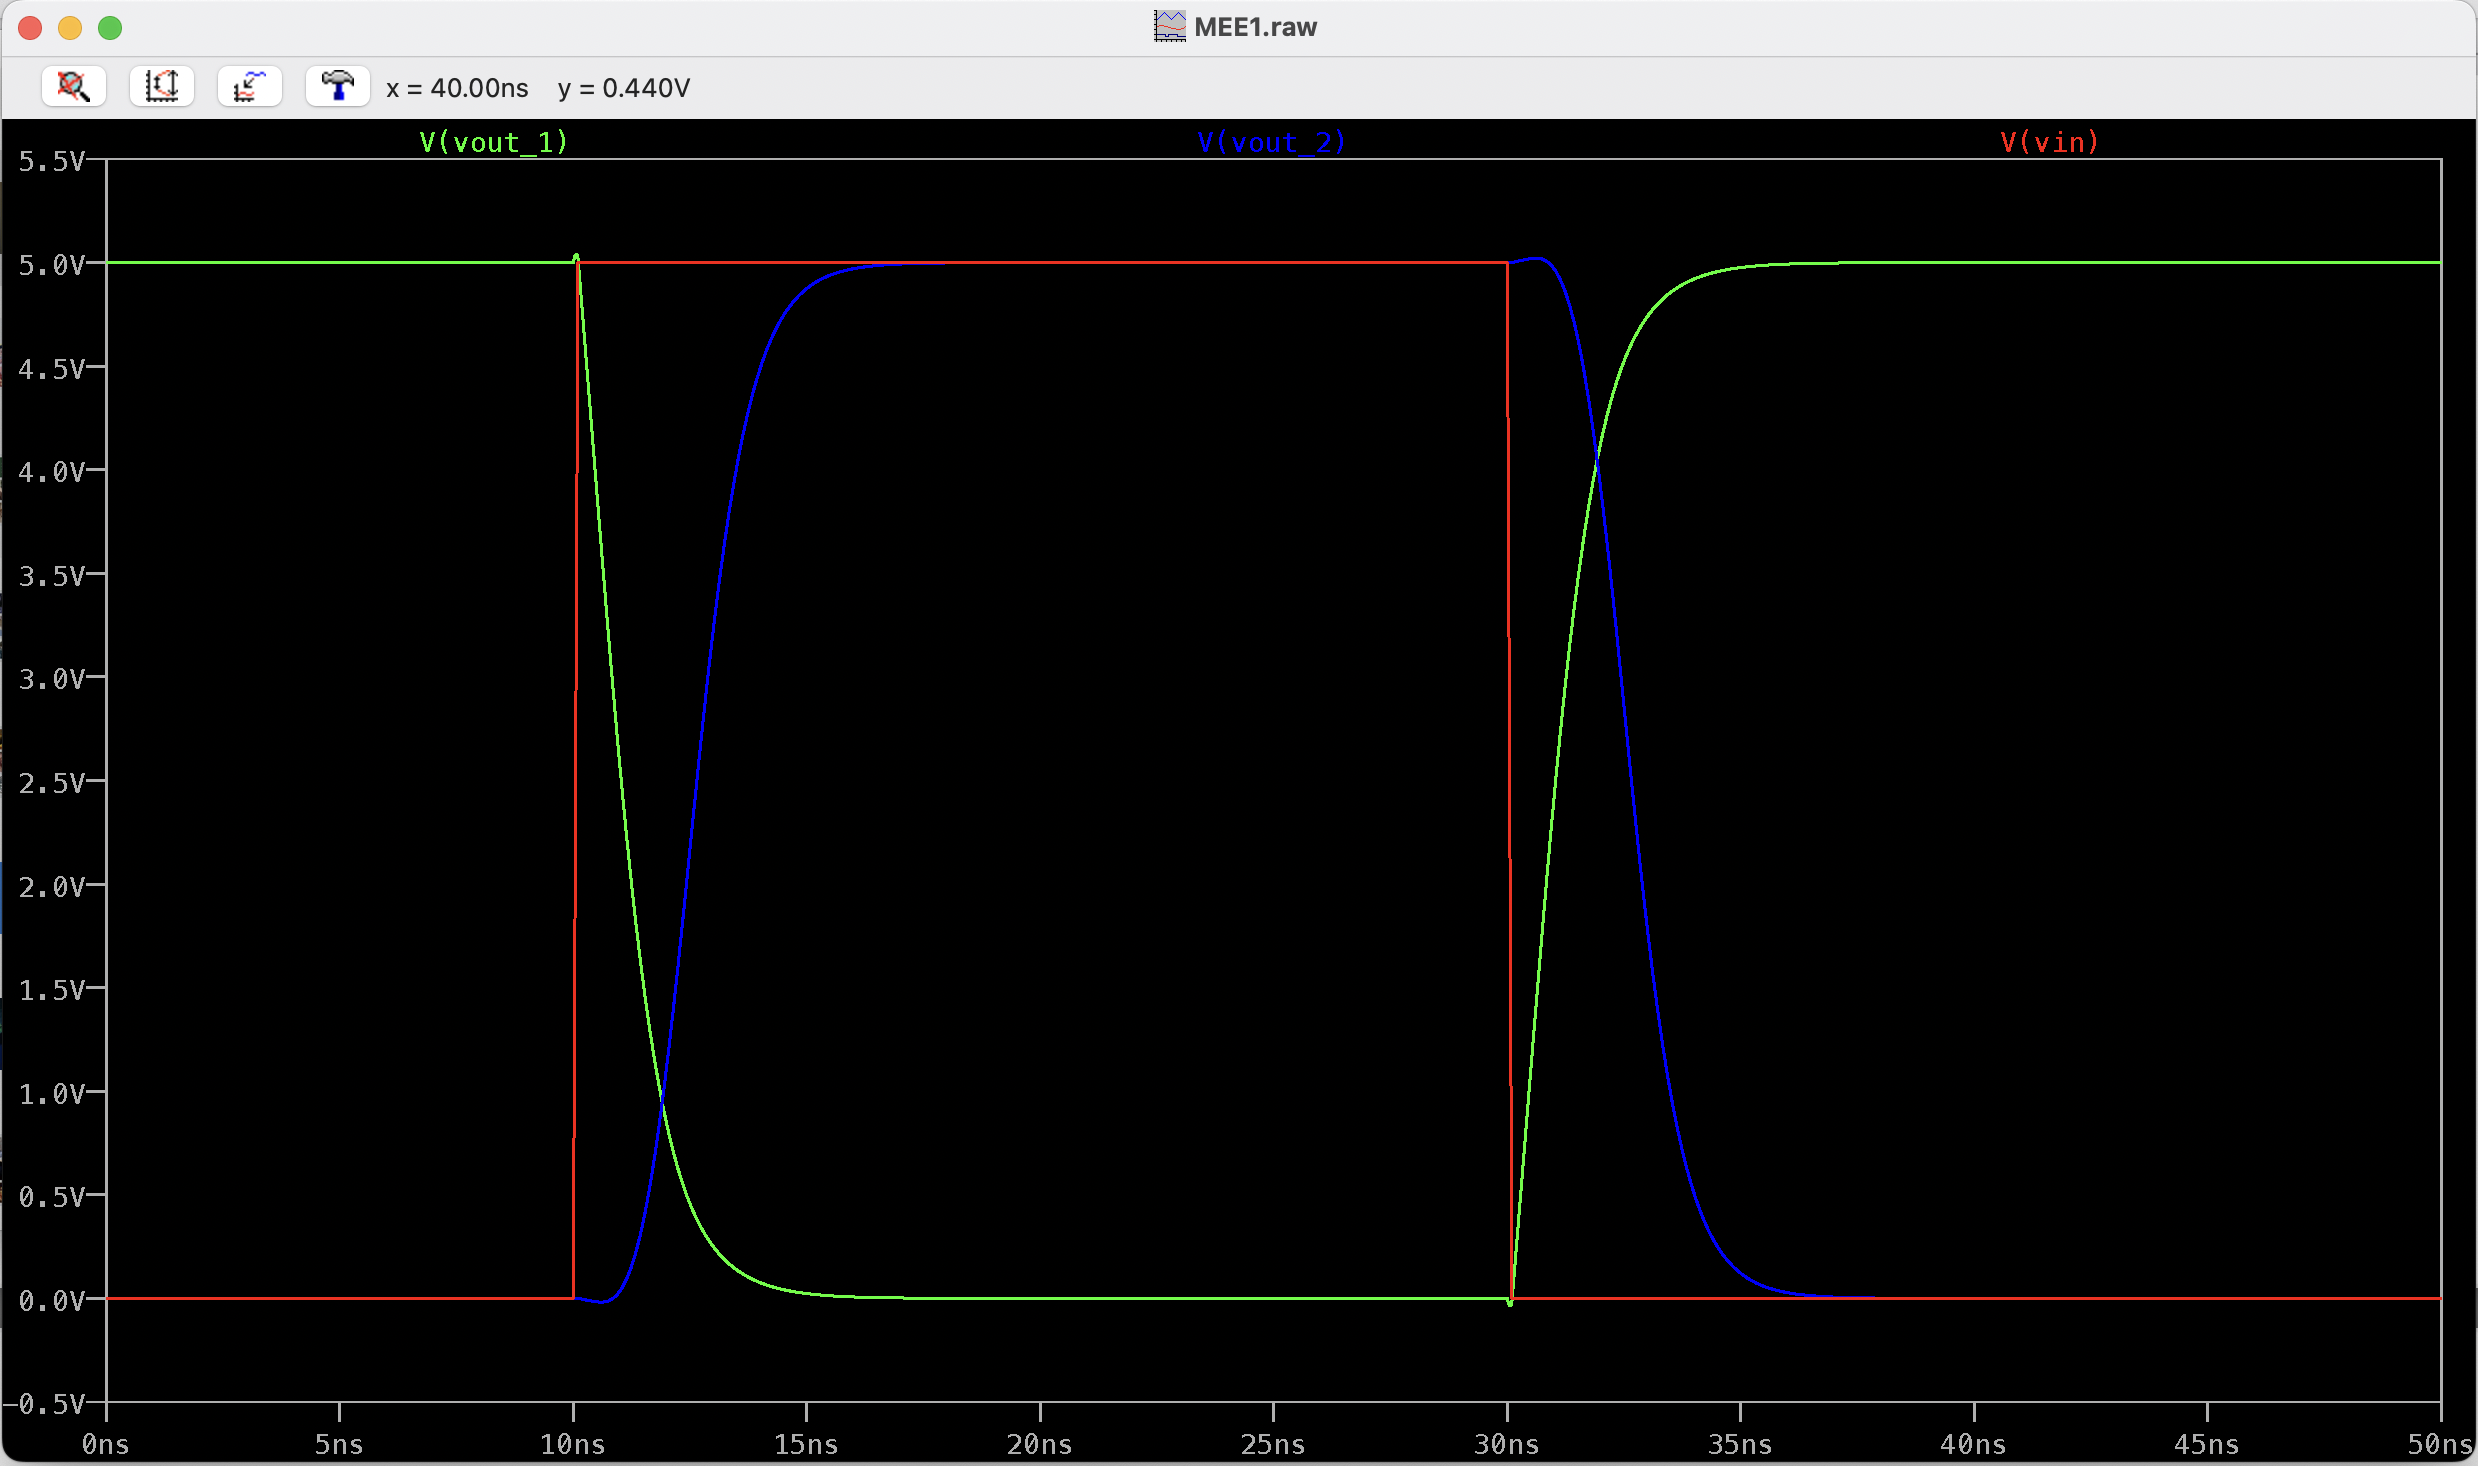 MEE1.raw
x = 40.00ns y = 0.440V
V(vout_1) V(vout_2) V(vin)
5.5V
5.0V
4.5V
4.0V
3.5V
3.0V
2.5V
2.0V
1.5V
1.0V
0.5V
0.0V
-0.5V
0ns 5ns 10ns 15ns 20ns 25ns 30ns 35ns 40ns 45ns 50ns